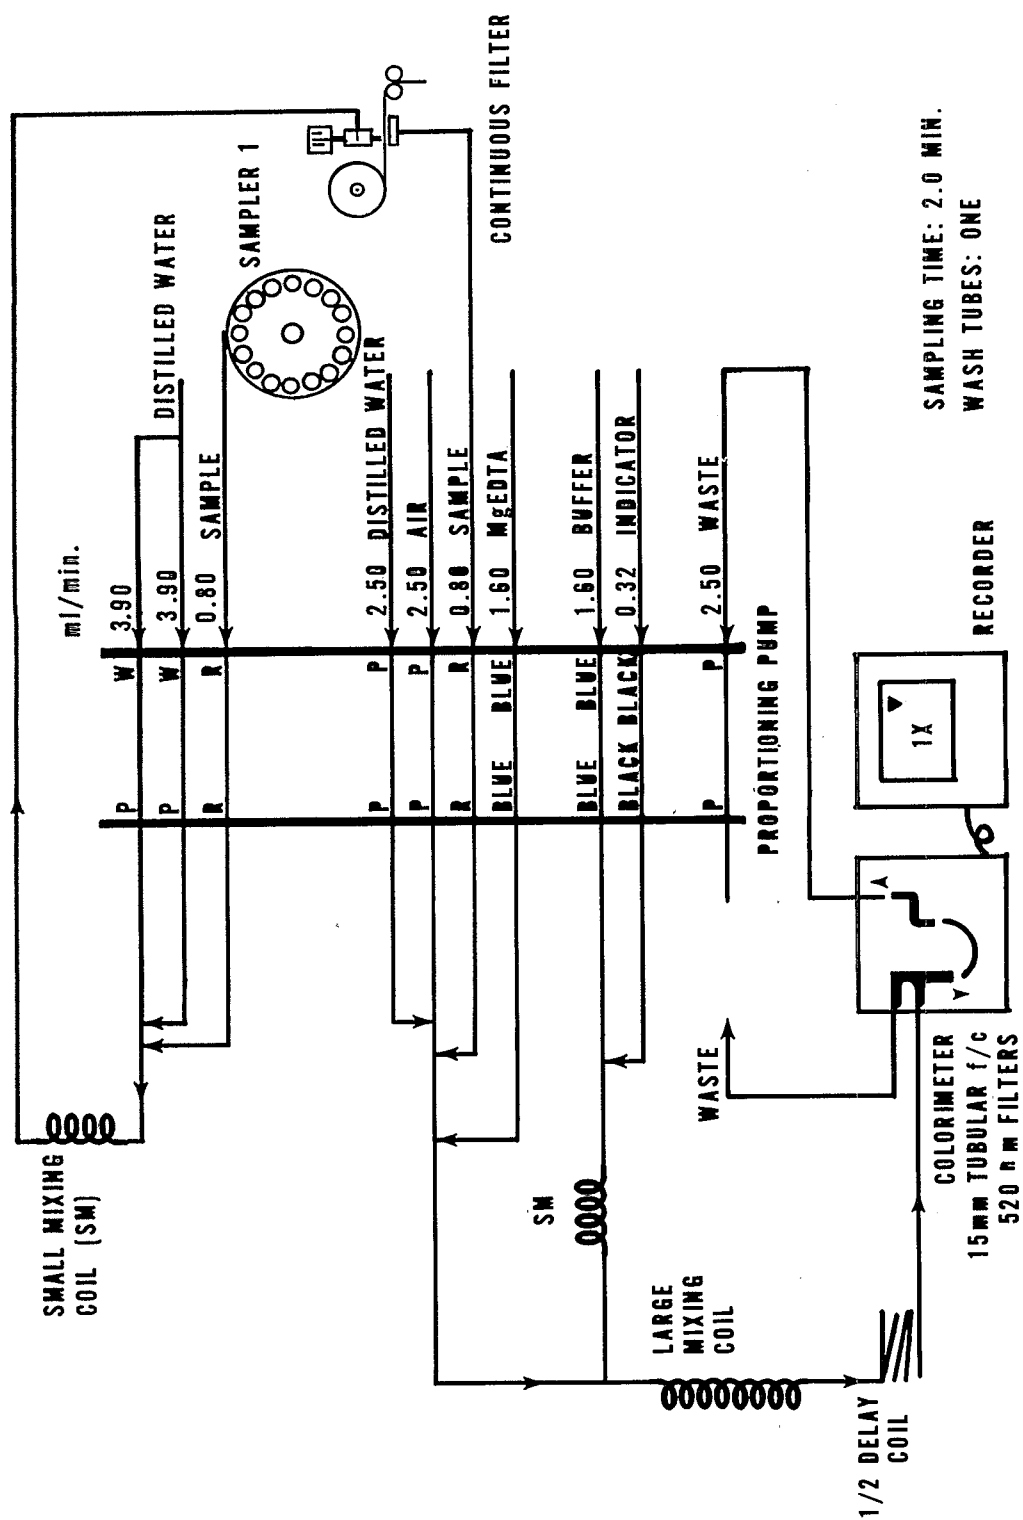 SMALL MIXING
COIL (SM)
ml/min.
P W 3.90
DISTILLED WATER
P W 3.90
R R 0.80 SAMPLE
SAMPLER 1
P P 2.50 DISTILLED WATER
P P 2.50 AIR
R R 0.80 SAMPLE
CONTINUOUS FILTER
BLUE BLUE 1.60 MgEDTA
SM
BLUE BLUE 1.60 BUFFER
BLACK BLACK 0.32 INDICATOR
LARGE
MIXING
COIL
WASTE
P P 2.50 WASTE
PROPORTIONING PUMP
1/2 DELAY
COIL
1X
COLORIMETER
15mm TUBULAR f/c
520 nm FILTERS
RECORDER
SAMPLING TIME: 2.0 MIN.
WASH TUBES: ONE